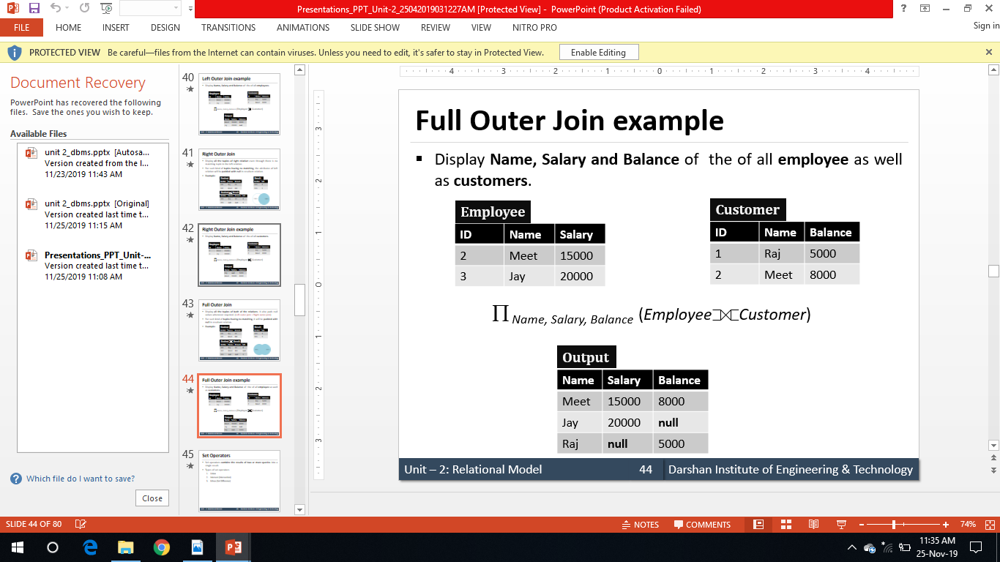 Presentations_PPT_Unit-2_25042019031227AM [Protected View] - PowerPoint (Product Activation Failed)
Sign in
FILE HOME INSERT DESIGN TRANSITIONS ANIMATIONS SLIDE SHOW REVIEW VIEW NITRO PRO
PROTECTED VIEW Be careful—files from the Internet can contain viruses. Unless you need to edit, it's safer to stay in Protected View. Enable Editing
Document Recovery
PowerPoint has recovered the following
files. Save the ones you wish to keep.
Available Files
unit 2_dbms.pptx [Autosa...
Version created from the l...
11/23/2019 11:43 AM
unit 2_dbms.pptx [Original]
Version created last time t...
11/25/2019 11:15 AM
Presentations_PPT_Unit-...
Version created last time t...
11/25/2019 11:08 AM
Which file do I want to save?
Close
40
Left Outer Join example
41
Right Outer Join
42
Right Outer Join example
43
Full Outer Join
44
Full Outer Join example
45
Set Operators
4 3 2 1 0 1 2 3 4
3
2
1
0
1
2
3
Full Outer Join example
▪ Display Name, Salary and Balance of the of all employee as well
as customers.
Employee
ID Name Salary
2 Meet 15000
3 Jay 20000
Customer
ID Name Balance
1 Raj 5000
2 Meet 8000
∏ Name, Salary, Balance (Employee⟗Customer)
Output
Name Salary Balance
Meet 15000 8000
Jay 20000 null
Raj null 5000
Unit – 2: Relational Model 44 Darshan Institute of Engineering & Technology
SLIDE 44 OF 80 NOTES COMMENTS 74%
11:35 AM
25-Nov-19